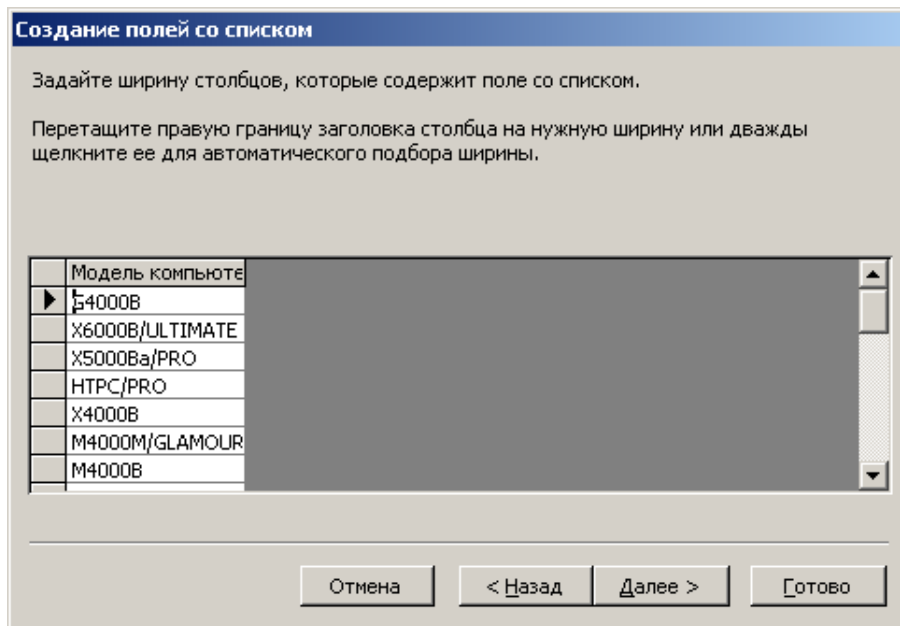 Создание полей со списком
Задайте ширину столбцов, которые содержит поле со списком.
Перетащите правую границу заголовка столбца на нужную ширину или дважды
щелкните ее для автоматического подбора ширины.
Модель компьюте
G4000B
X6000B/ULTIMATE
X5000Ba/PRO
HTPC/PRO
X4000B
M4000M/GLAMOUR
M4000B
Отмена
< Назад
Далее >
Готово